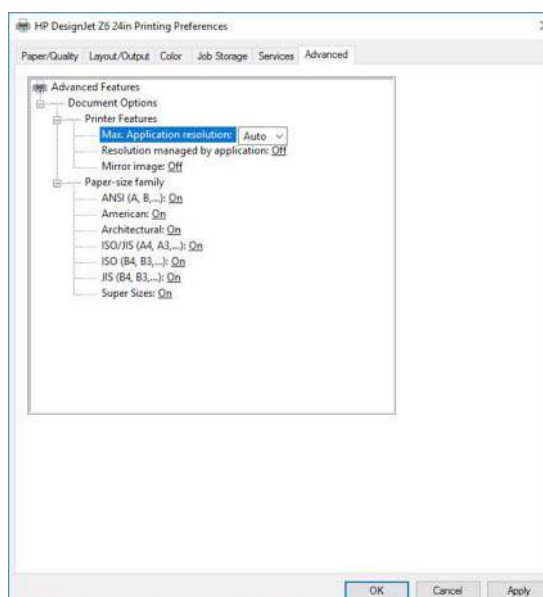 HP DesignJet Z6 24in Printing Preferences
Paper/Quality Layout/Output Color Job Storage Services Advanced
Advanced Features
Document Options
Printer Features
Max. Application resolution: Auto
Resolution managed by application: Off
Mirror image: Off
Paper-size family
ANSI (A, B,...): On
American: On
Architectural: On
ISO/JIS (A4, A3,...): On
ISO (B4, B3,...): On
JIS (B4, B3,...): On
Super Sizes: On
OK Cancel Apply